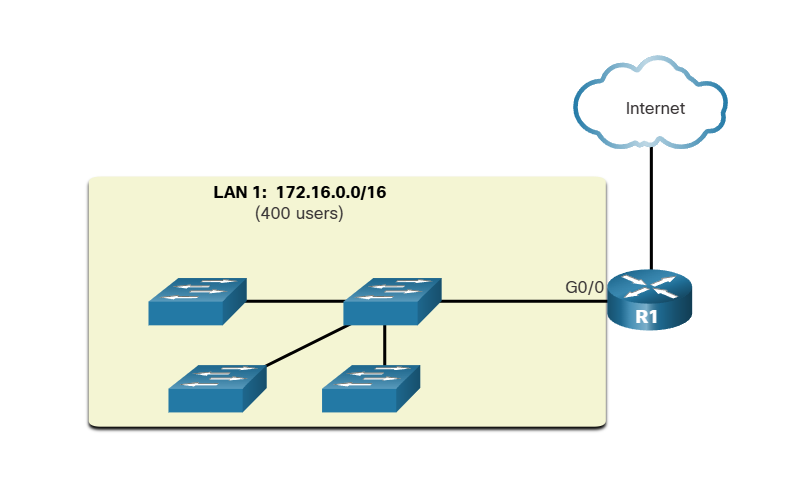 Internet
LAN 1:  172.16.0.0/16
(400 users)
G0/0
R1